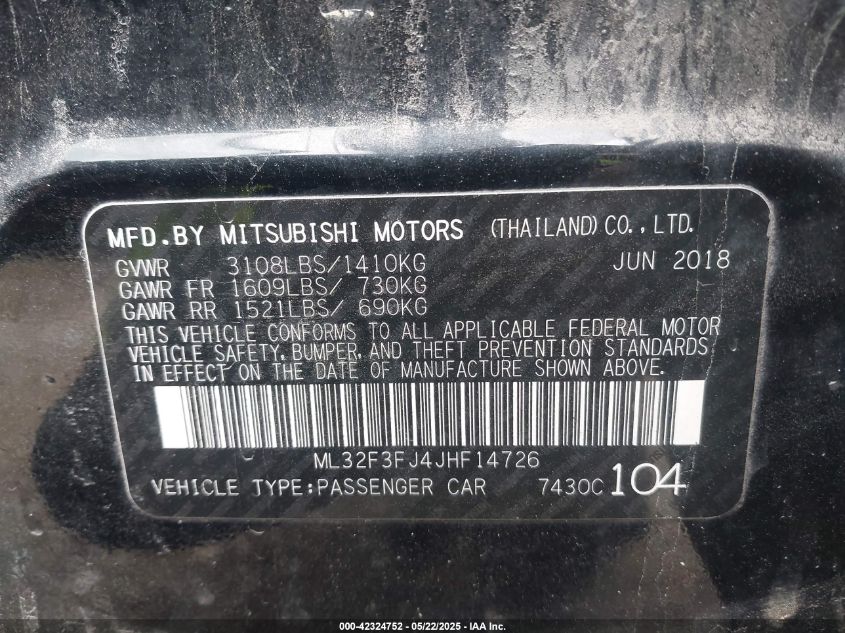 MFD.BY MITSUBISHI MOTORS (THAILAND) CO., LTD.
GVWR 3108LBS/1410KG JUN 2018
GAWR FR 1609LBS/ 730KG
GAWR RR 1521LBS/ 690KG
THIS VEHICLE CONFORMS TO ALL APPLICABLE FEDERAL MOTOR
VEHICLE SAFETY, BUMPER, AND THEFT PREVENTION STANDARDS
IN EFFECT ON THE DATE OF MANUFACTURE SHOWN ABOVE.
ML32F3FJ4JHF14726
VEHICLE TYPE:PASSENGER CAR 7430C 104
000-42324752 - 05/22/2025 - IAA Inc.